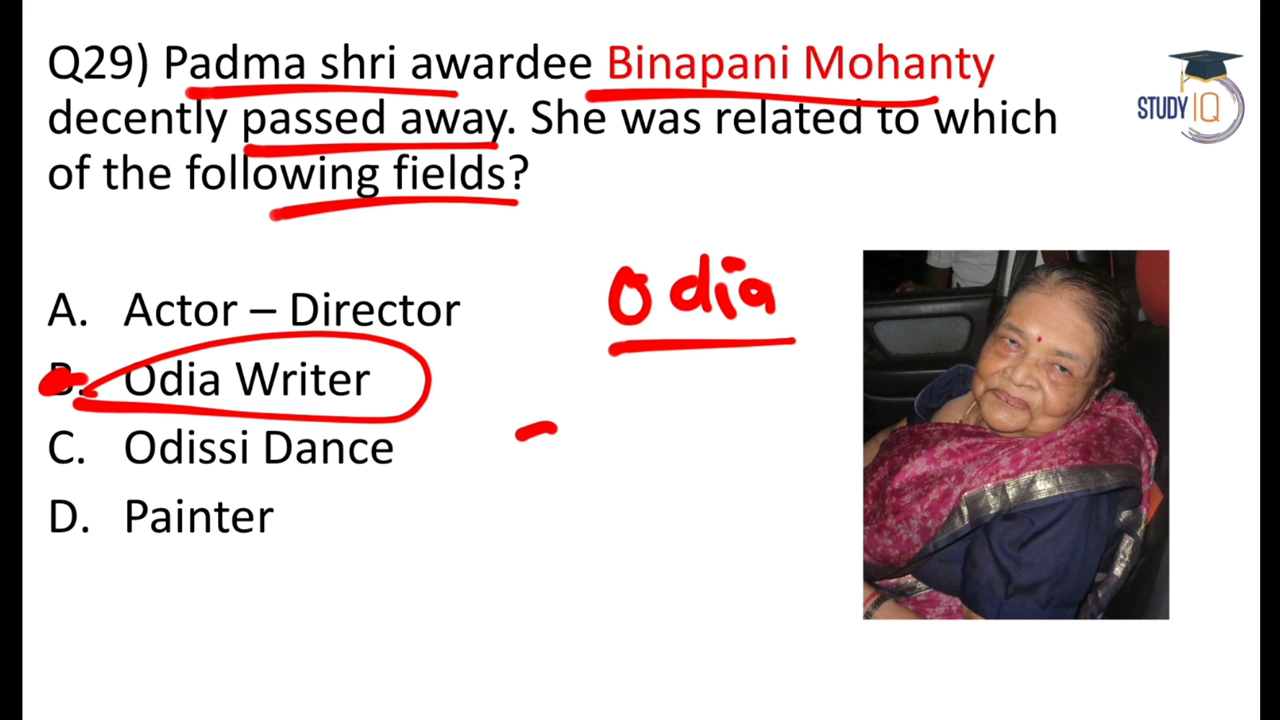 Q29) Padma shri awardee Binapani Mohanty
decently passed away. She was related to which
of the following fields?
STUDY IQ
A. Actor – Director
Odia
B. Odia Writer
C. Odissi Dance
D. Painter